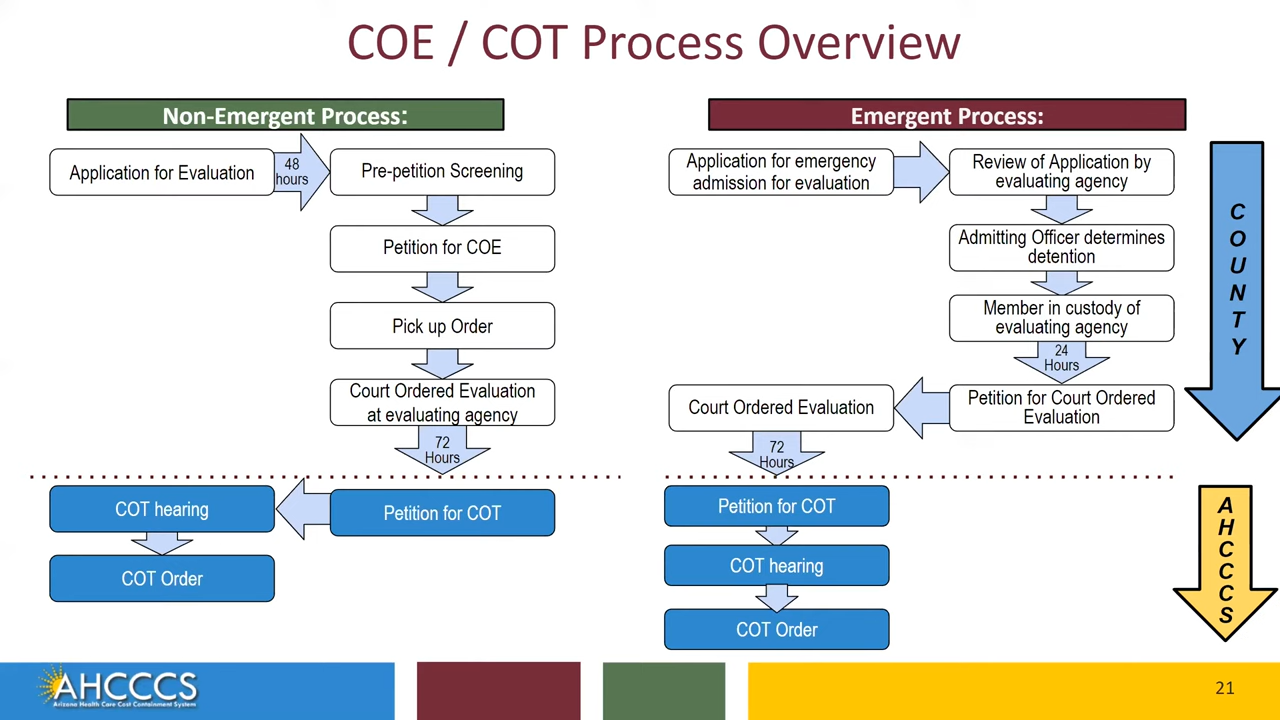 COE / COT Process Overview
Non-Emergent Process:
Application for Evaluation
48
hours
Pre-petition Screening
Petition for COE
Pick up Order
Court Ordered Evaluation
at evaluating agency
72
Hours
Petition for COT
COT hearing
COT Order
Emergent Process:
Application for emergency
admission for evaluation
Review of Application by
evaluating agency
Admitting Officer determines
detention
Member in custody of
evaluating agency
24
Hours
Petition for Court Ordered
Evaluation
Court Ordered Evaluation
72
Hours
Petition for COT
COT hearing
COT Order
C
O
U
N
T
Y
A
H
C
C
C
S
AHCCCS
Arizona Health Care Cost Containment System
21